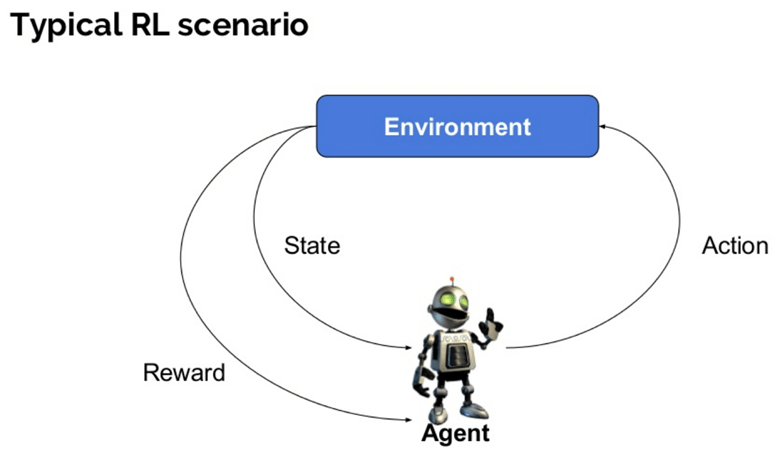 Typical RL scenario
Environment
State
Action
Reward
Agent